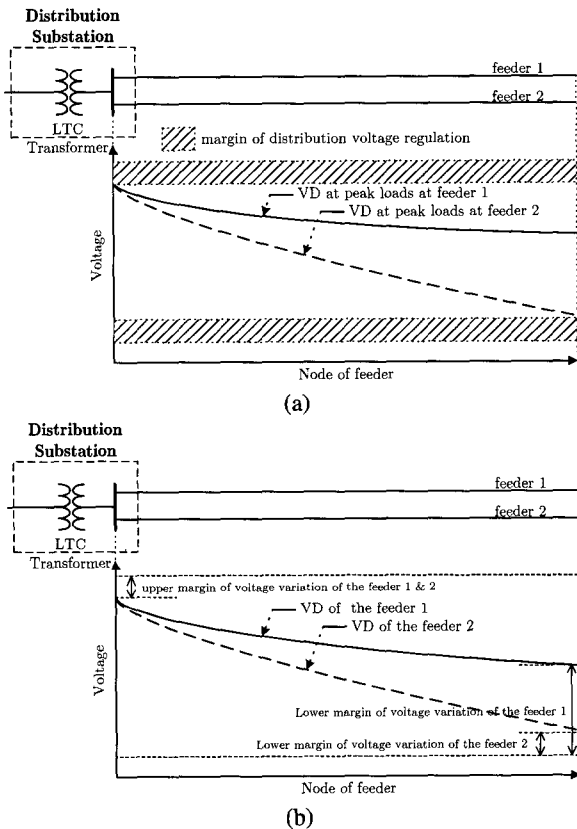 Distribution
Substation
feeder 1
feeder 2
LTC
Transformer
margin of distribution voltage regulation
VD at peak loads at feeder 1
VD at peak loads at feeder 2
Voltage
Node of feeder
(a)
Distribution
Substation
feeder 1
feeder 2
LTC
Transformer
upper margin of voltage variation of the feeder 1 & 2
VD of the feeder 1
VD of the feeder 2
Voltage
Lower margin of voltage variation of the feeder 1
Lower margin of voltage variation of the feeder 2
Node of feeder
(b)